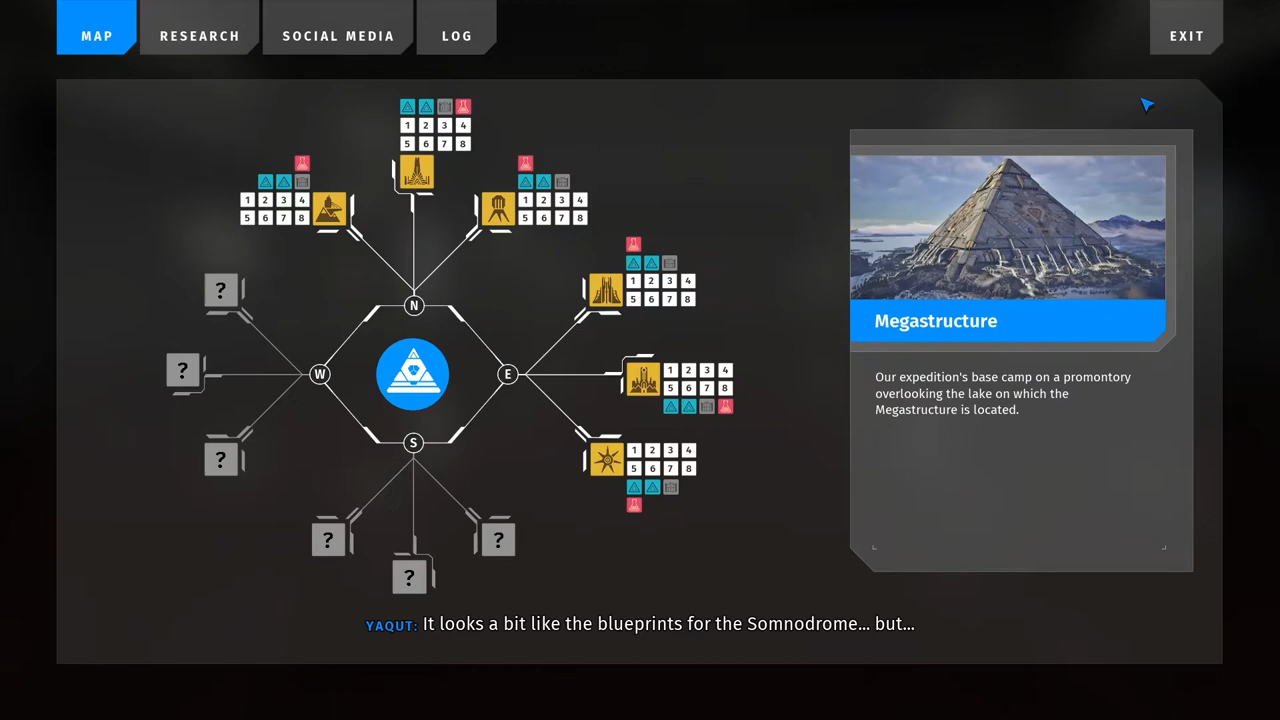 MAP
RESEARCH
SOCIAL MEDIA
LOG
EXIT
1 2 3 4
5 6 7 8
1 2 3 4
5 6 7 8
1 2 3 4
5 6 7 8
1 2 3 4
5 6 7 8
?
N
?
W
E
1 2 3 4
5 6 7 8
?
S
1 2 3 4
5 6 7 8
?
?
?
Megastructure
Our expedition's base camp on a promontory
overlooking the lake on which the
Megastructure is located.
YAQUT: It looks a bit like the blueprints for the Somnodrome... but...